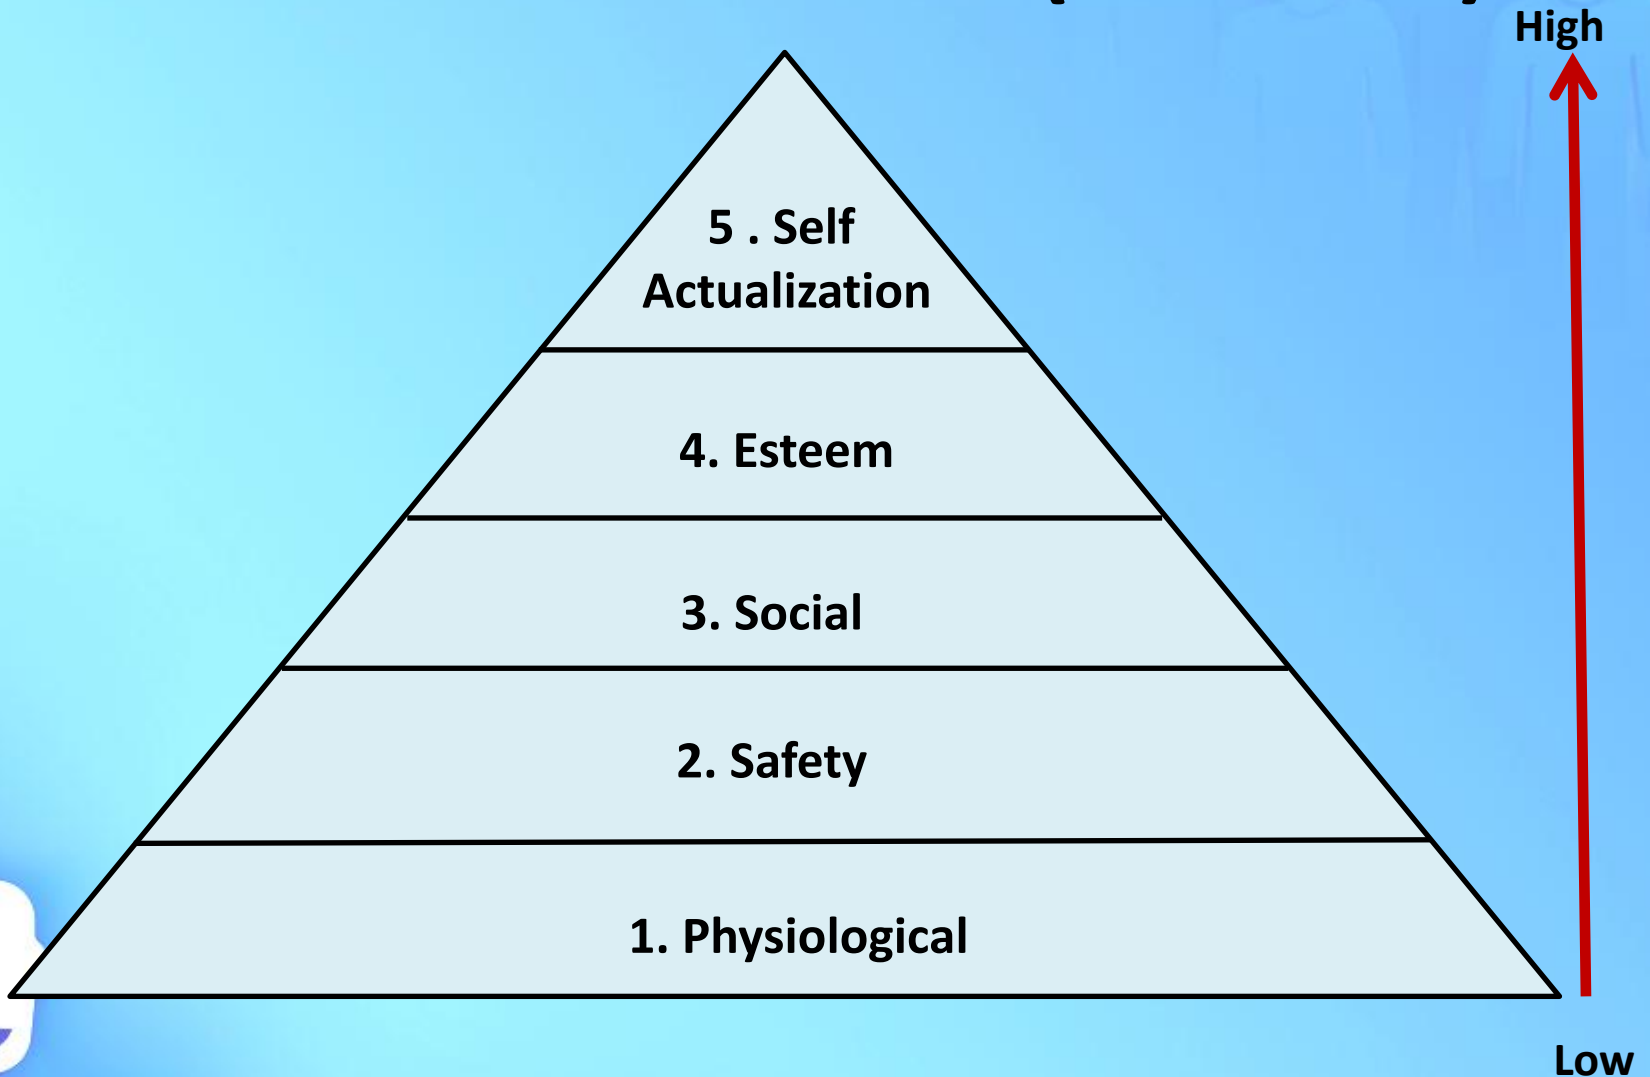 High
5 . Self
Actualization
4. Esteem
3. Social
2. Safety
1. Physiological
Low